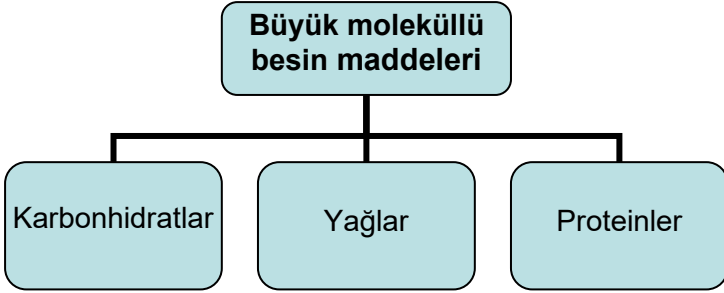 Büyük moleküllü
besin maddeleri
Karbonhidratlar
Yağlar
Proteinler